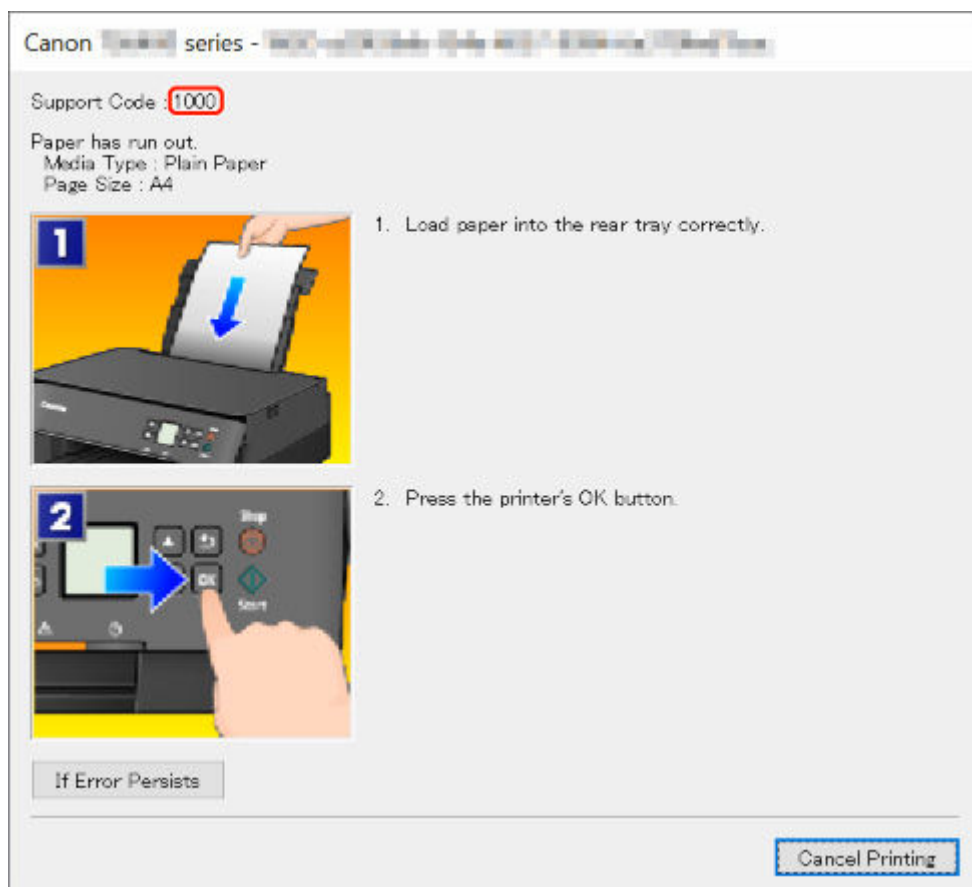 Canon series -
Support Code : 1000
Paper has run out.
Media Type : Plain Paper
Page Size : A4
1
1. Load paper into the rear tray correctly.
2
2. Press the printer's OK button.
Stop
OK
Start
If Error Persists
Cancel Printing